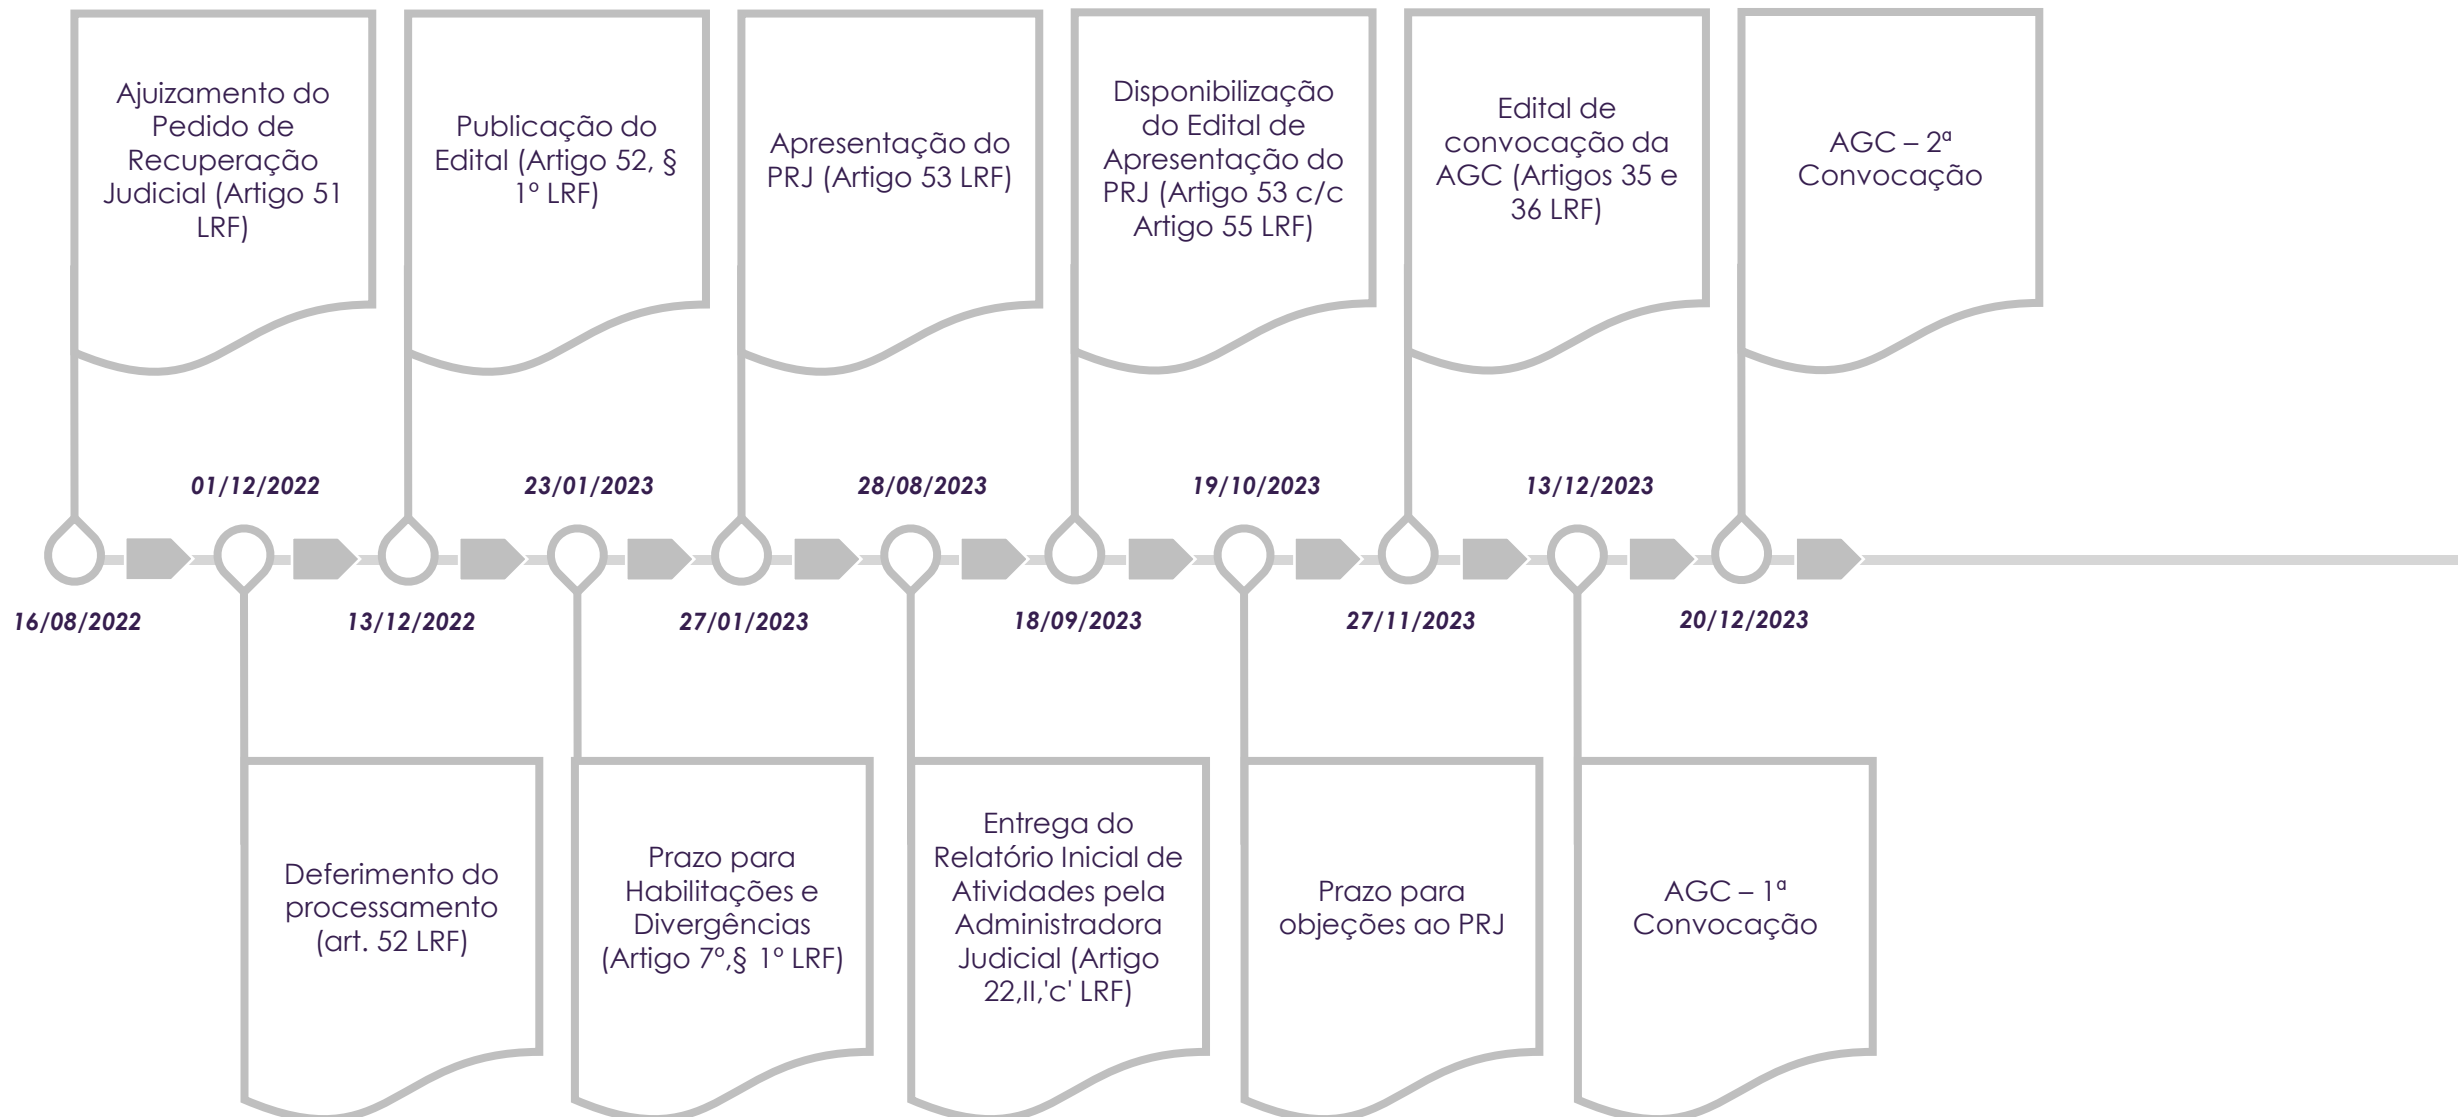 Ajuizamento do
Pedido de
Recuperação
Judicial (Artigo 51
LRF)
Publicação do
Edital (Artigo 52, §
1º LRF)
Apresentação do
PRJ (Artigo 53 LRF)
Disponibilização
do Edital de
Apresentação do
PRJ (Artigo 53 c/c
Artigo 55 LRF)
Edital de
convocação da
AGC (Artigos 35 e
36 LRF)
AGC – 2ª
Convocação
01/12/2022
23/01/2023
28/08/2023
19/10/2023
13/12/2023
16/08/2022
13/12/2022
27/01/2023
18/09/2023
27/11/2023
20/12/2023
Deferimento do
processamento
(art. 52 LRF)
Prazo para
Habilitações e
Divergências
(Artigo 7º,§ 1º LRF)
Entrega do
Relatório Inicial de
Atividades pela
Administradora
Judicial (Artigo
22,II,'c' LRF)
Prazo para
objeções ao PRJ
AGC – 1ª
Convocação